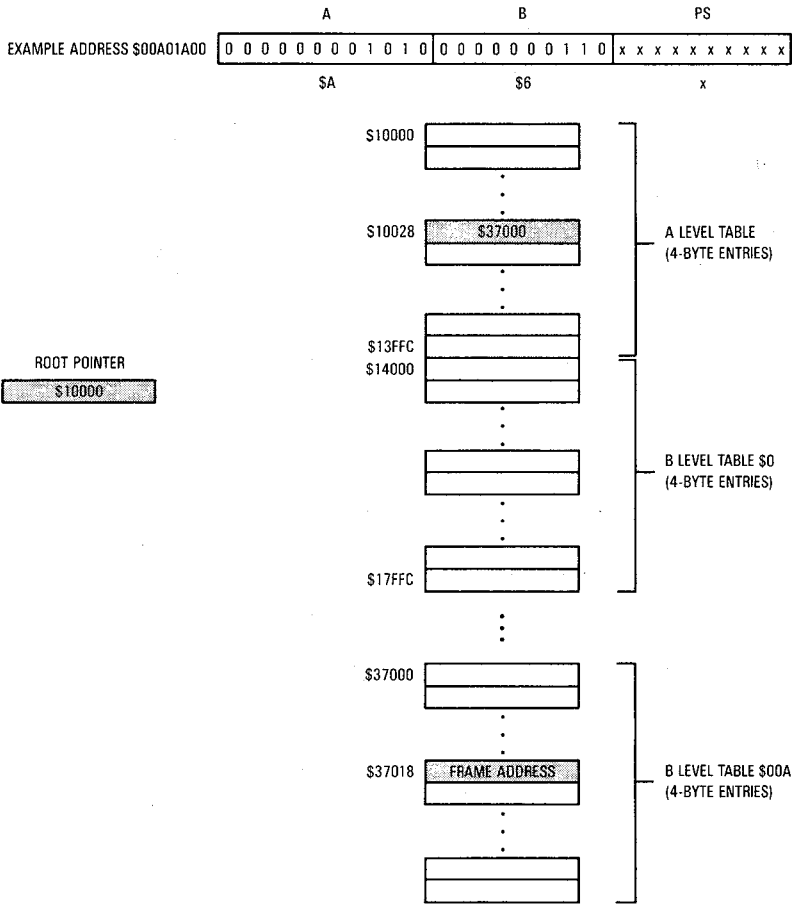 A B PS
EXAMPLE ADDRESS $00A01A00 0 0 0 0 0 0 0 0 1 0 1 0 0 0 0 0 0 0 0 1 1 0 x x x x x x x x x x
$A $6 x
$10000
$10028 $37000
A LEVEL TABLE
(4-BYTE ENTRIES)
$13FFC
ROOT POINTER
$10000
$14000
B LEVEL TABLE $0
(4-BYTE ENTRIES)
$17FFC
$37000
$37018 FRAME ADDRESS
B LEVEL TABLE $00A
(4-BYTE ENTRIES)